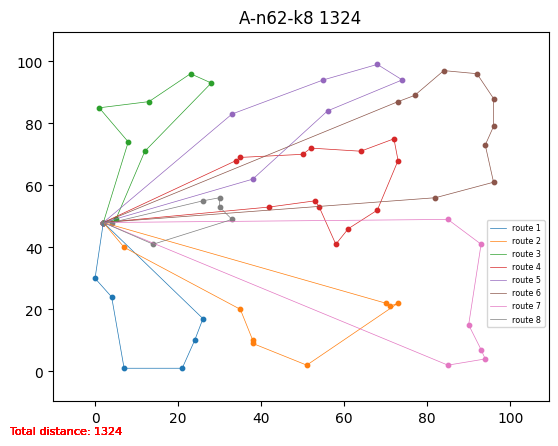 A-n62-k8 1324
100
80
60
40
20
0
0 20 40 60 80 100
route 1
route 2
route 3
route 4
route 5
route 6
route 7
route 8
Total distance: 1324